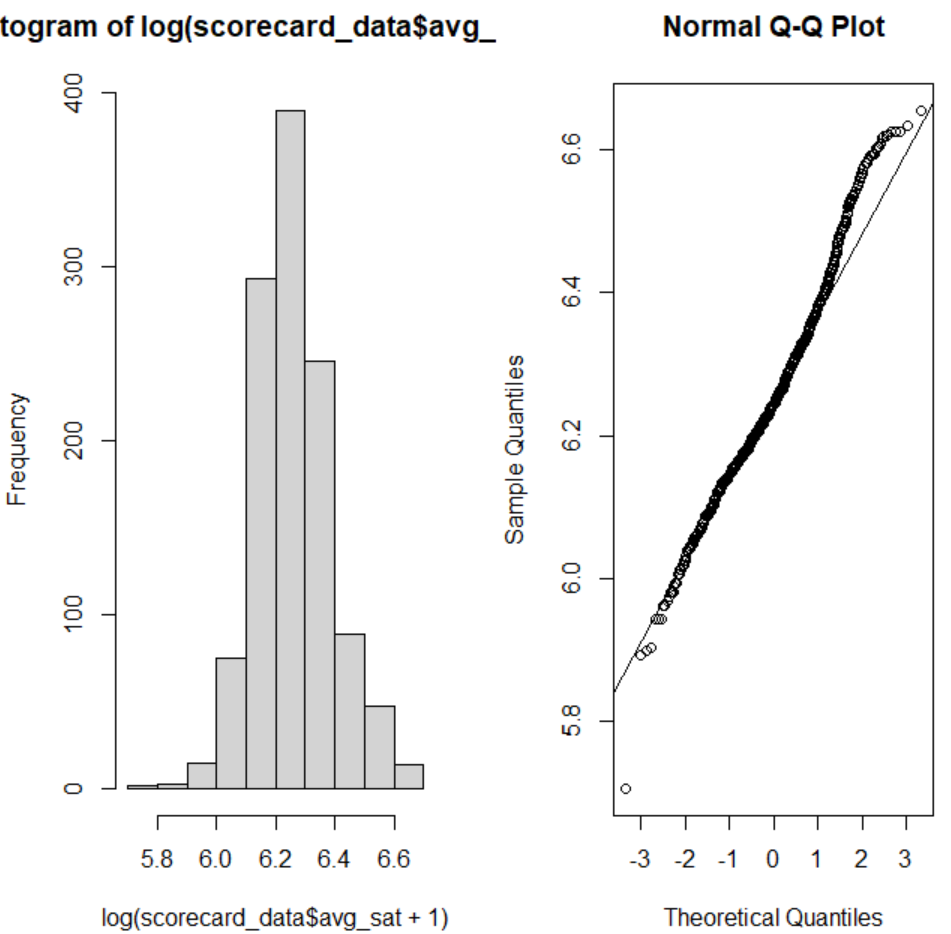 togram of log(scorecard_data$avg_
Frequency
400
300
200
100
0
5.8 6.0 6.2 6.4 6.6
log(scorecard_data$avg_sat + 1)
Normal Q-Q Plot
Sample Quantiles
6.6
6.4
6.2
6.0
5.8
-3 -2 -1 0 1 2 3
Theoretical Quantiles